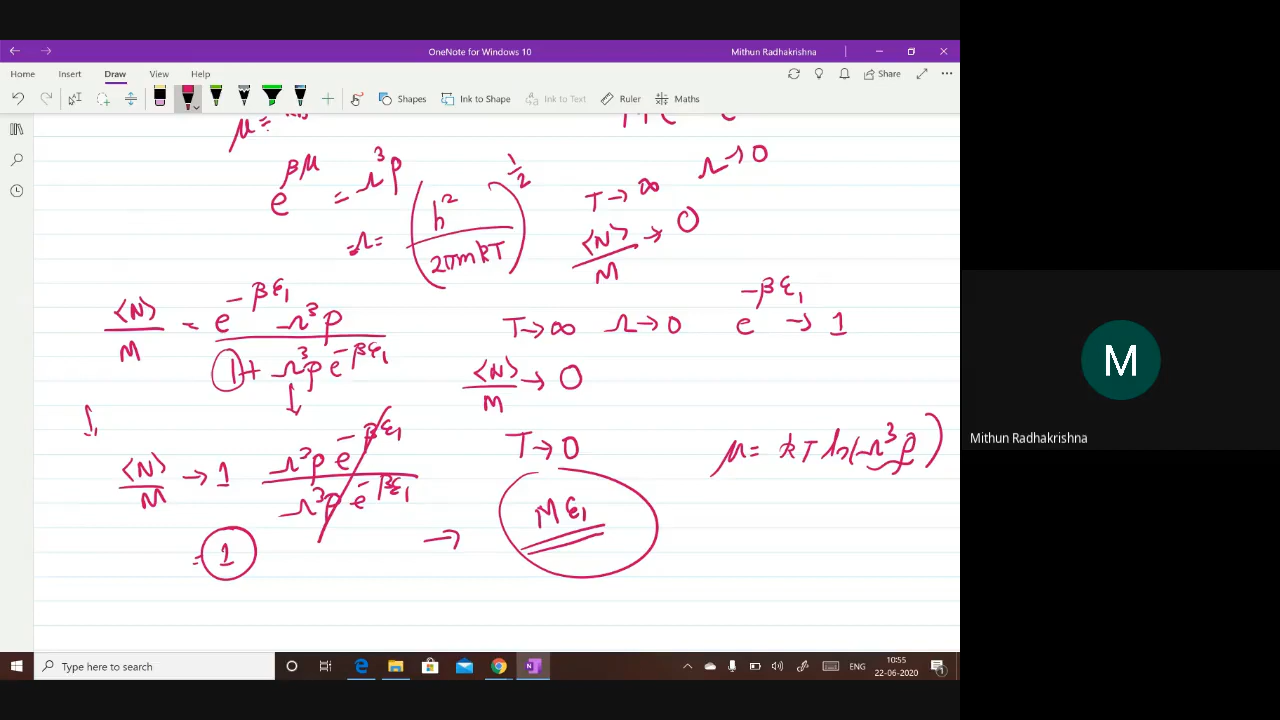 OneNote for Windows 10
Mithun Radhakrishna
Home Insert Draw View Help
Share
Shapes Ink to Shape Ink to Text Ruler Maths
μ =
e^{βμ} = Λ³ρ
Λ = (h²/2πmkT)^{1/2}
Λ → 0
T → ∞
⟨N⟩/M → 0
⟨N⟩/M = e^{-βε₁} Λ³ρ / (1 + Λ³ρ e^{-βε₁})
T → ∞ Λ → 0 e^{-βε₁} → 1
⟨N⟩/M → 0
T → 0
μ = kT ln(Λ³ρ)
⟨N⟩/M → 1 Λ³ρ e^{-βε₁} / Λ³ρ e^{-βε₁}
= 1
→ Mε₁
M
Mithun Radhakrishna
Type here to search
ENG
10:55
22-06-2020